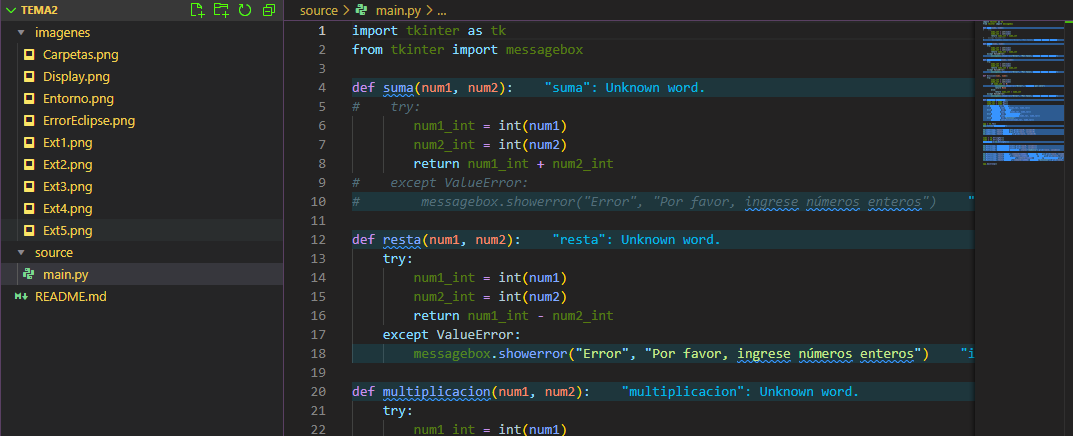 TEMA2
imagenes
Carpetas.png
Display.png
Entorno.png
ErrorEclipse.png
Ext1.png
Ext2.png
Ext3.png
Ext4.png
Ext5.png
source
main.py
README.md
source > main.py > ...
1 import tkinter as tk
2 from tkinter import messagebox
3
4 def suma(num1, num2): "suma": Unknown word.
5 # try:
6 num1_int = int(num1)
7 num2_int = int(num2)
8 return num1_int + num2_int
9 # except ValueError:
10 # messagebox.showerror("Error", "Por favor, ingrese números enteros") "
11
12 def resta(num1, num2): "resta": Unknown word.
13 try:
14 num1_int = int(num1)
15 num2_int = int(num2)
16 return num1_int - num2_int
17 except ValueError:
18 messagebox.showerror("Error", "Por favor, ingrese números enteros") "i
19
20 def multiplicacion(num1, num2): "multiplicacion": Unknown word.
21 try:
22 num1_int = int(num1)